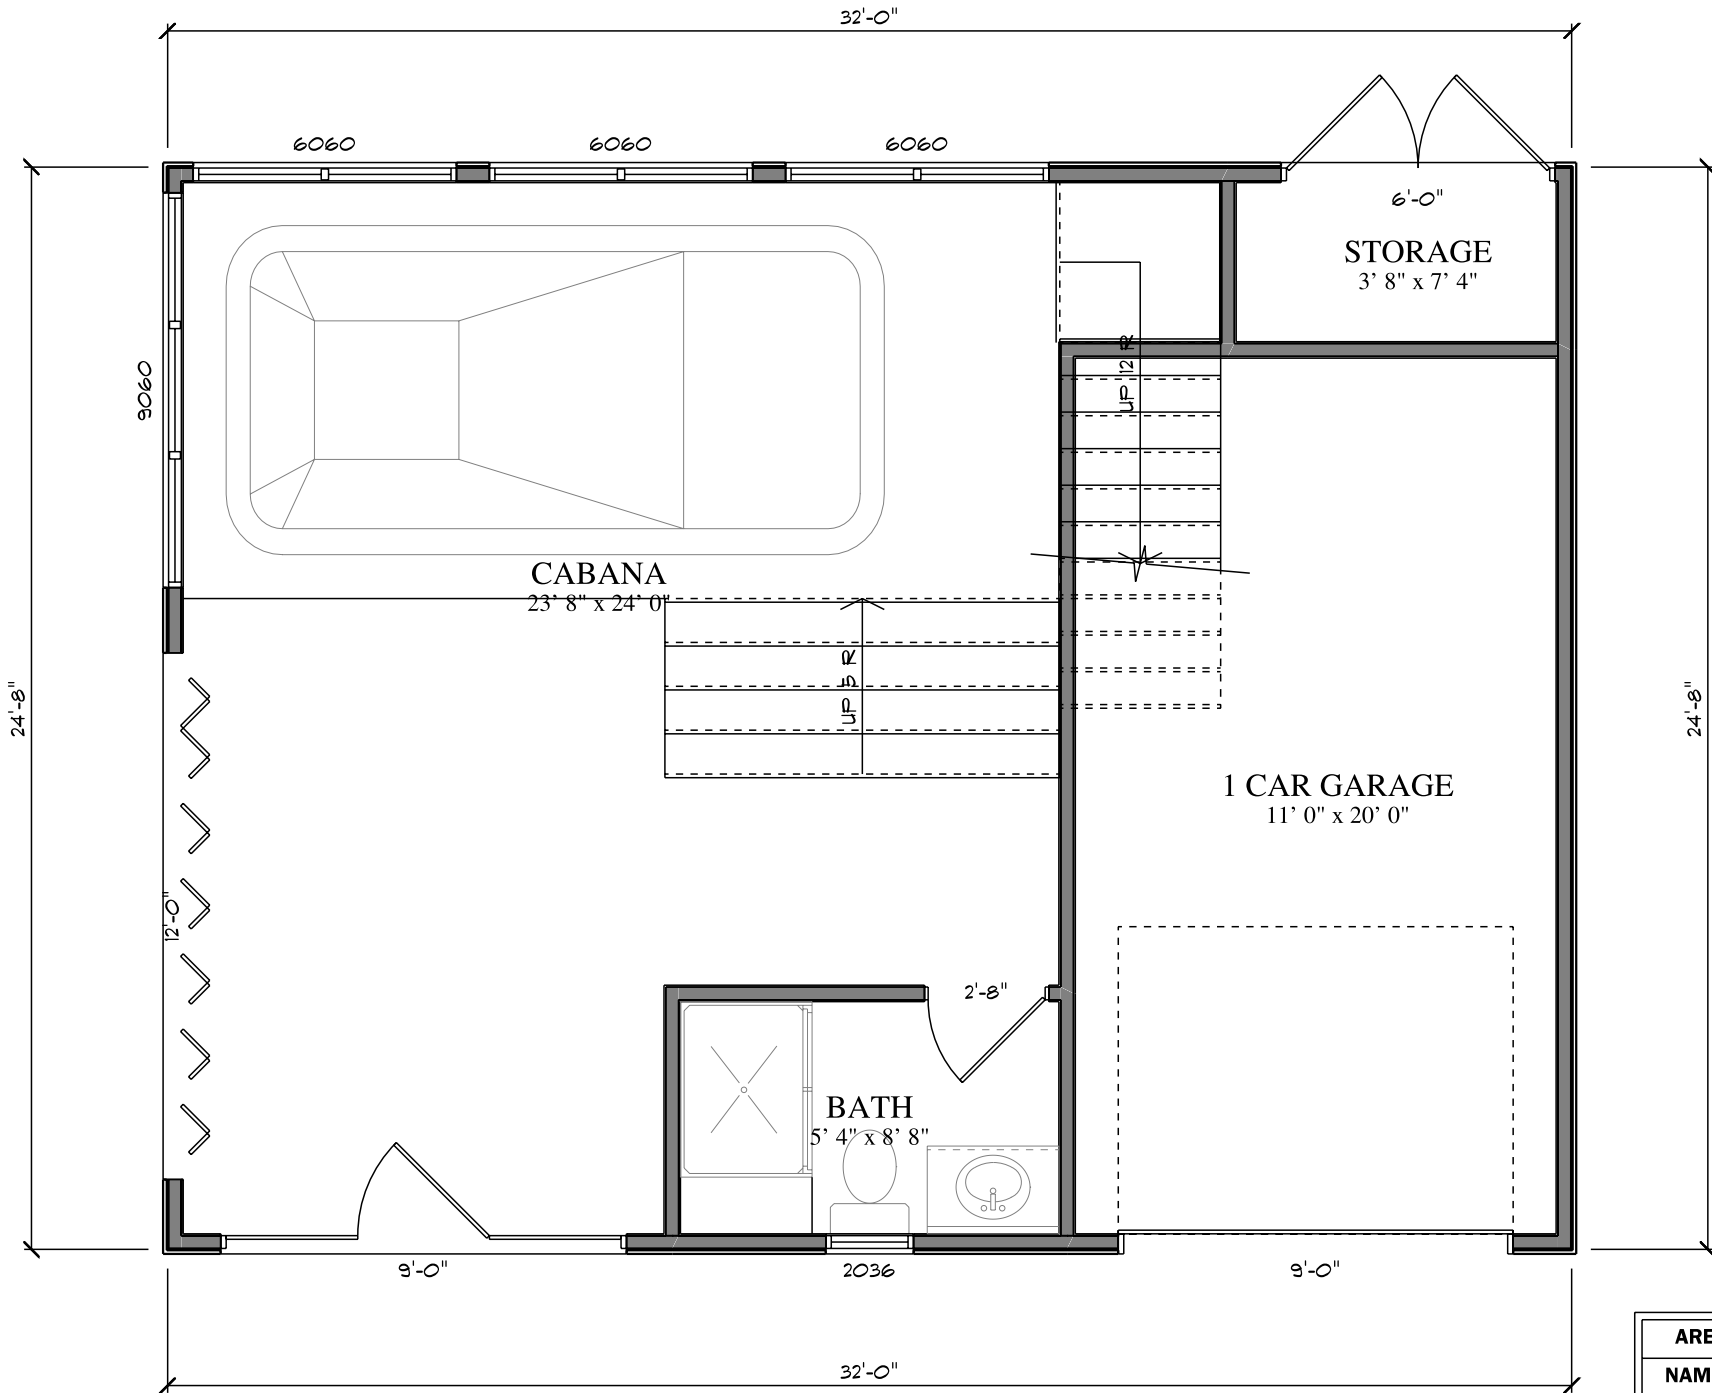 32'-0"
6060
6060
6060
6'-0"
STORAGE
3' 8" x 7' 4"
9060
UP 12 R
CABANA
23' 8" x 24' 0"
UP 5 R
24'-8"
24'-8"
1 CAR GARAGE
11' 0" x 20' 0"
12'-0"
2'-8"
BATH
5' 4" x 8' 8"
9'-0"
2036
9'-0"
32'-0"
ARE
NAM